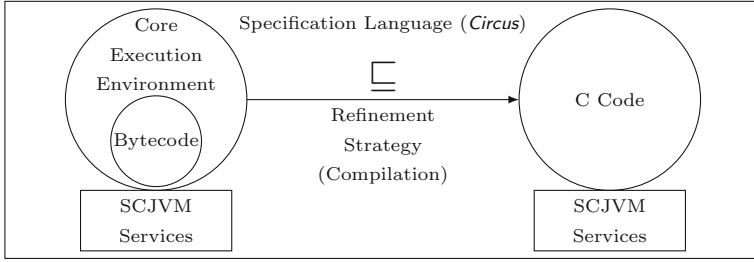 Specification Language (Circus)
Core
Execution
Environment
Bytecode
SCJVM
Services
⊑
Refinement
Strategy
(Compilation)
C Code
SCJVM
Services